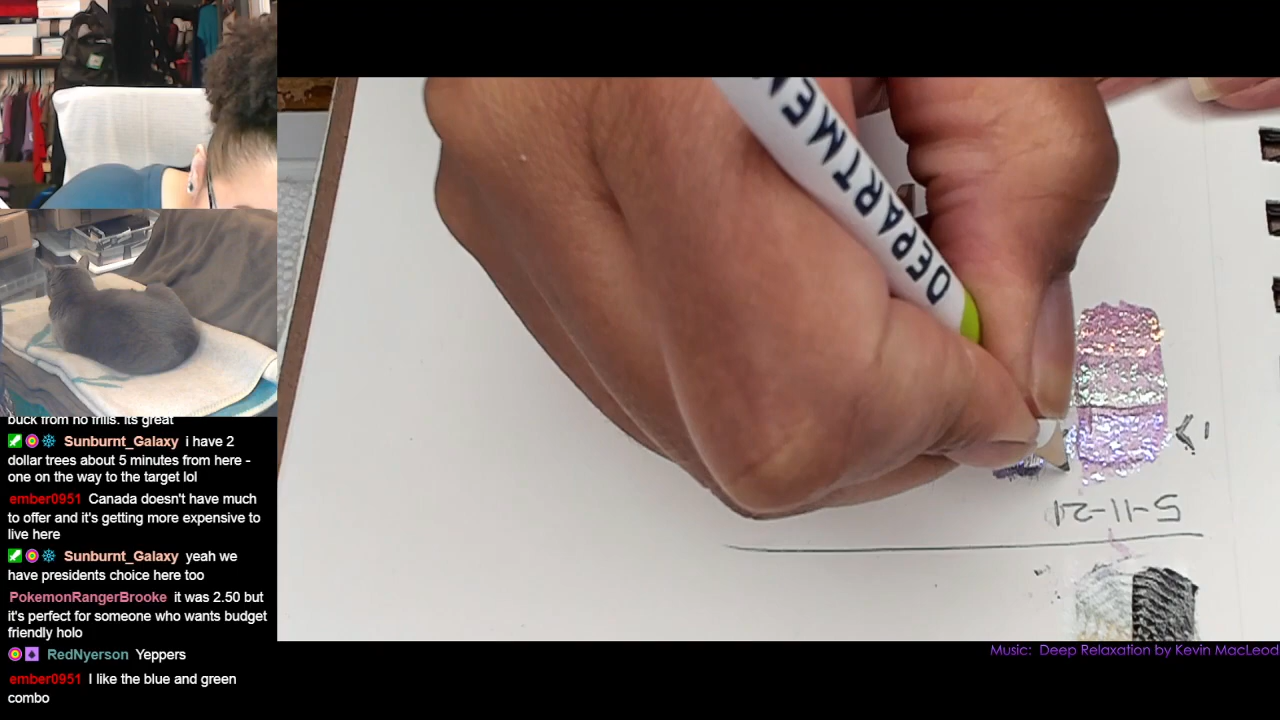 buck from no frills. its great
Sunburnt_Galaxy i have 2
dollar trees about 5 minutes from here -
one on the way to the target lol
ember0951 Canada doesn't have much
to offer and it's getting more expensive to
live here
Sunburnt_Galaxy yeah we
have presidents choice here too
PokemonRangerBrooke it was 2.50 but
it's perfect for someone who wants budget
friendly holo
RedNyerson Yeppers
ember0951 I like the blue and green
combo
DEPARTMEN
5-11-21
Music: Deep Relaxation by Kevin MacLeod